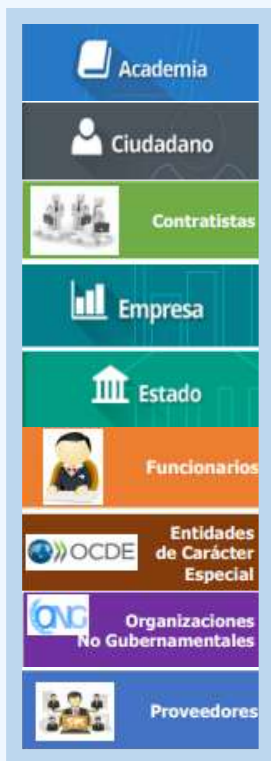 Academia
Ciudadano
Contratistas
Empresa
Estado
Funcionarios
OCDE
Entidades
de Carácter
Especial
ONG
Organizaciones
No Gubernamentales
Proveedores